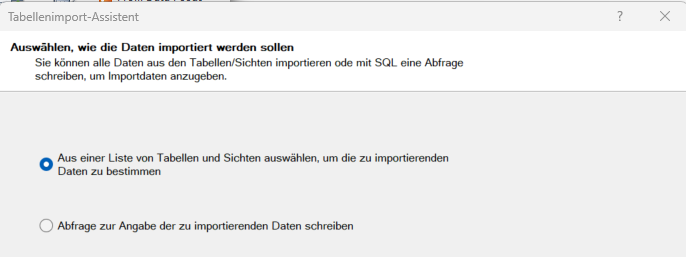 Tabellenimport-Assistent
?
Auswählen, wie die Daten importiert werden sollen
Sie können alle Daten aus den Tabellen/Sichten importieren ode mit SQL eine Abfrage
schreiben, um Importdaten anzugeben.
Aus einer Liste von Tabellen und Sichten auswählen, um die zu importierenden
Daten zu bestimmen
Abfrage zur Angabe der zu importierenden Daten schreiben